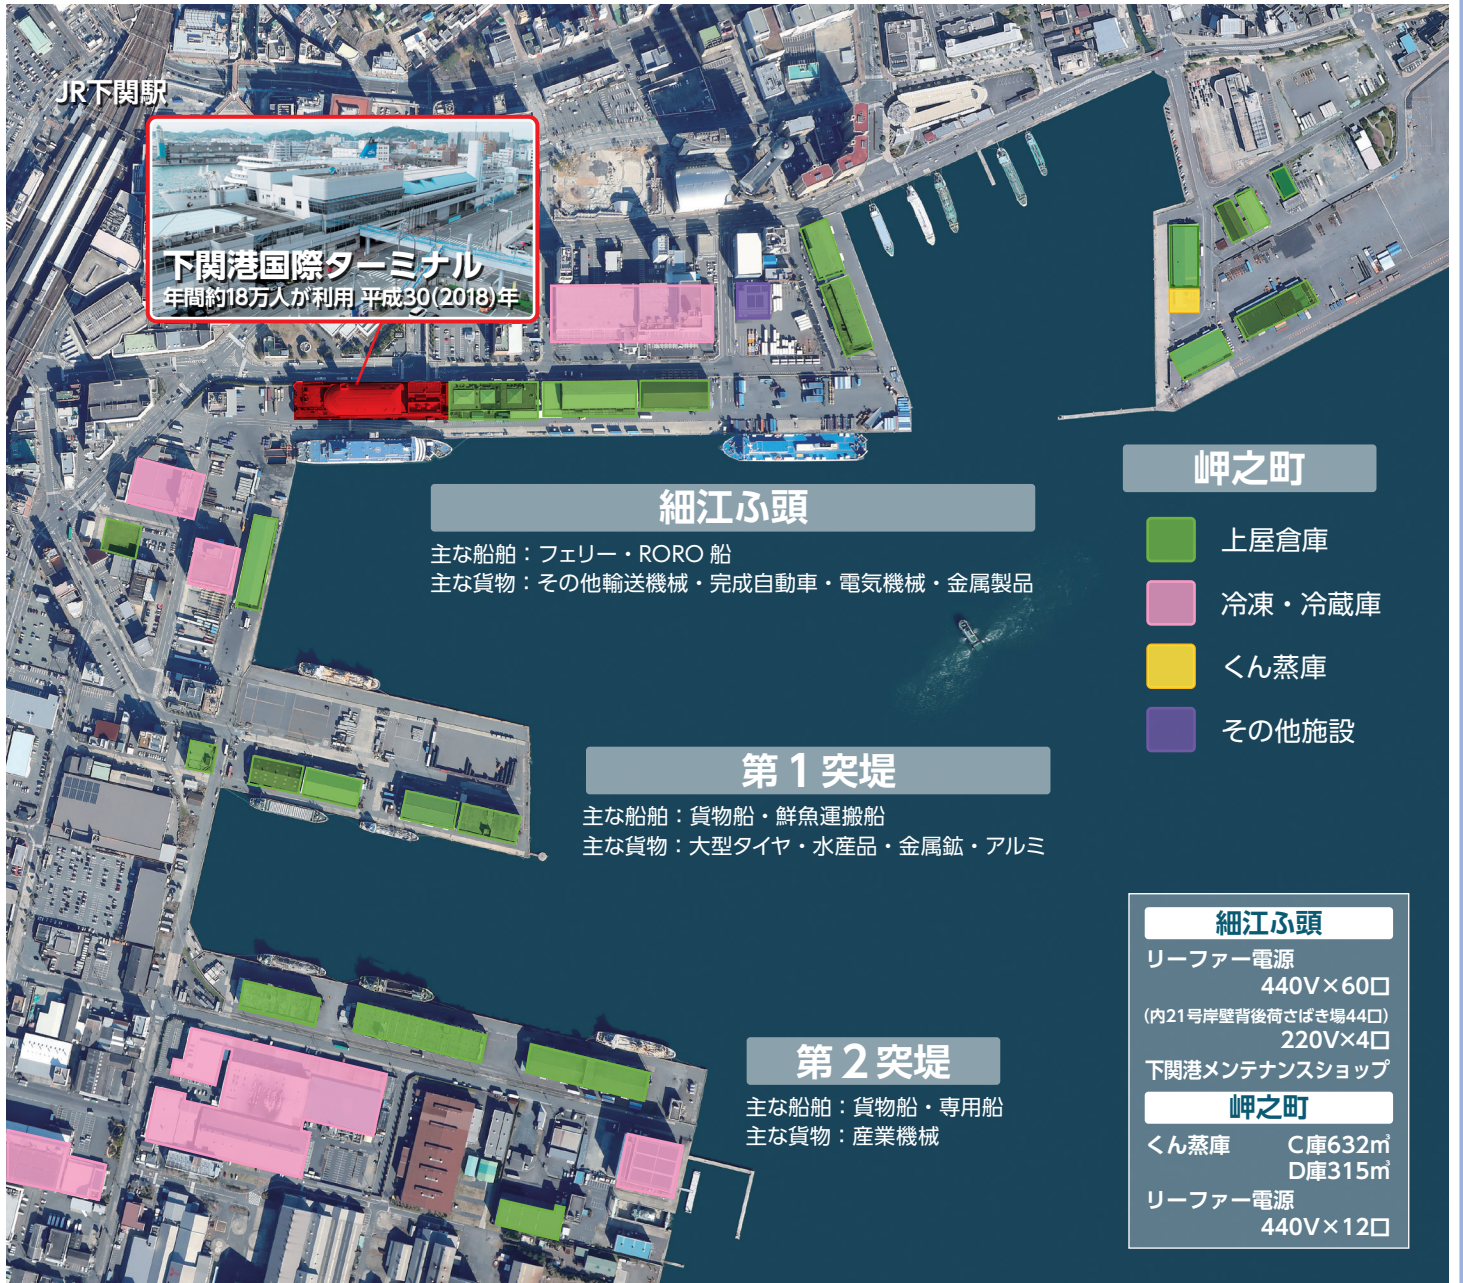 JR下関駅
下関港国際ターミナル
年間約18万人が利用 平成30(2018)年
細江ふ頭
主な船舶：フェリー・RORO 船
主な貨物：その他輸送機械・完成自動車・電気機械・金属製品
岬之町
上屋倉庫
冷凍・冷蔵庫
くん蒸庫
その他施設
第1突堤
主な船舶：貨物船・鮮魚運搬船
主な貨物：大型タイヤ・水産品・金属鉱・アルミ
第2突堤
主な船舶：貨物船・専用船
主な貨物：産業機械
細江ふ頭
リーファー電源
440V×60口
（内21号岸壁背後荷さばき場44口）
220V×4口
下関港メンテナンスショップ
岬之町
くん蒸庫 C庫632㎡
D庫315㎡
リーファー電源
440V×12口